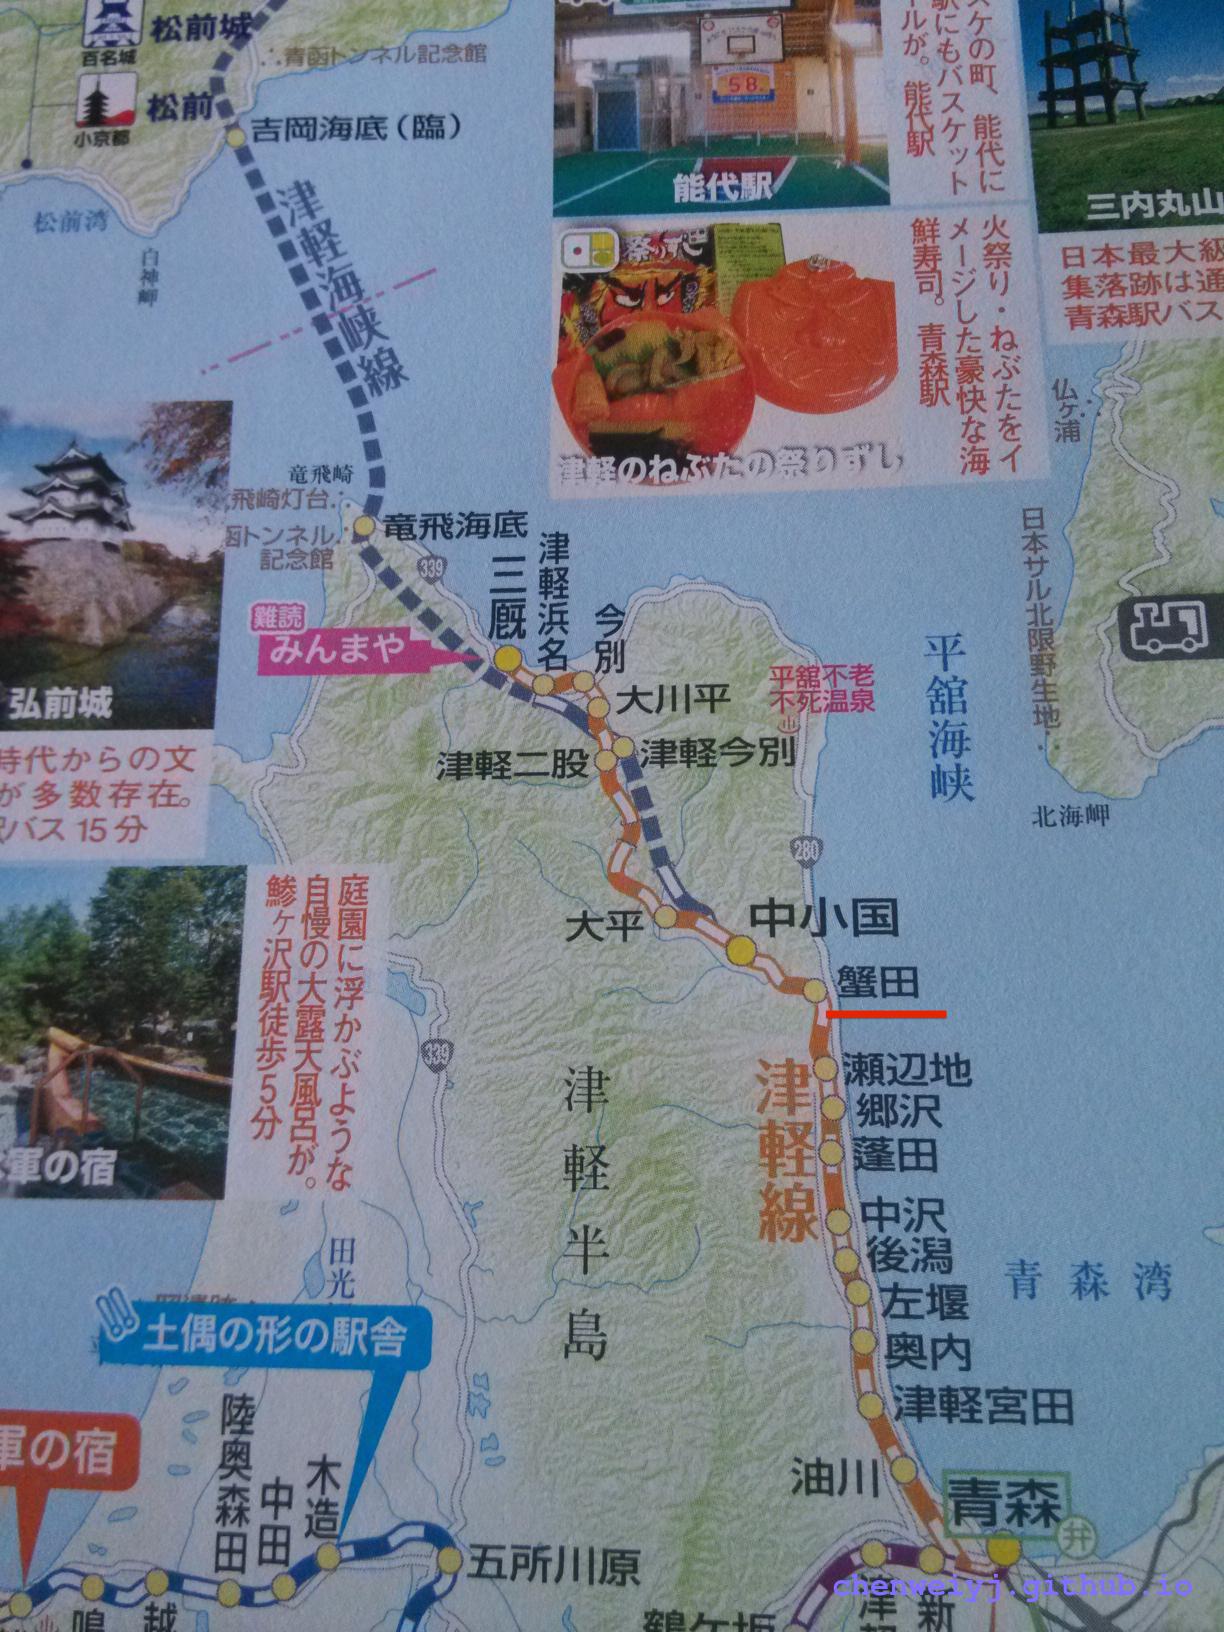 松前城
百名城
松前
小京都
青函トンネル記念館
吉岡海底（臨）
松前湾
白神岬
津軽海峡線
58.
能代駅
スケの町、能代に
駅にもバスケット
ールが。能代駅
三内丸山
日本最大級
集落跡は通
青森駅バス
火祭り・ねぶたをイ
メージした豪快な海
鮮寿司。青森駅
津軽のねぶたの祭りずし
仏ヶ浦
竜飛崎
飛崎灯台
函トンネル
記念館
竜飛海底
339
三厩
津軽浜名
今別
難読
みんまや
大川平
津軽二股
津軽今別
平舘不老
不死温泉
平舘海峡
日本サル北限野生地
北海岬
弘前城
時代からの文
が多数存在。
駅バス15分
280
大平
中小国
蟹田
庭園に浮かぶような
自慢の大露天風呂が。
鰺ヶ沢駅徒歩5分
軍の宿
339
瀬辺地
郷沢
蓬田
中沢
後潟
左堰
奥内
津軽宮田
油川
青森
弁
津軽線
津軽半島
青森湾
田光
土偶の形の駅舎
軍の宿
陸奥森田
中田
木造
五所川原
鳴
越
鶴ケ坂
津軽
新
chenweiyj.github.io